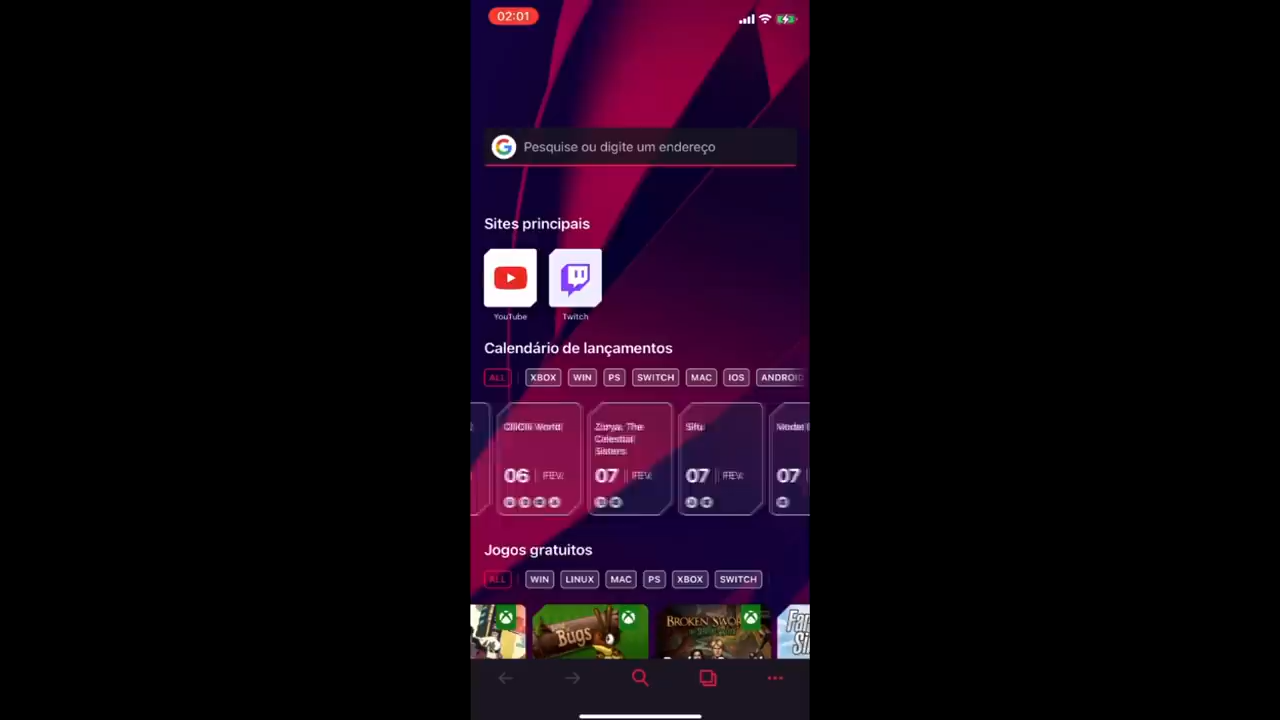 02:01
Pesquise ou digite um endereço
Sites principais
YouTube
Twitch
Calendário de lançamentos
ALL XBOX WIN PS SWITCH MAC IOS ANDROID
OlliOlli World
Zorya: The Celestial Sisters
Sifu
06 FEV.
07 FEV.
07 FEV.
07
Jogos gratuitos
ALL WIN LINUX MAC PS XBOX SWITCH
Bugs
BROKEN SWORD